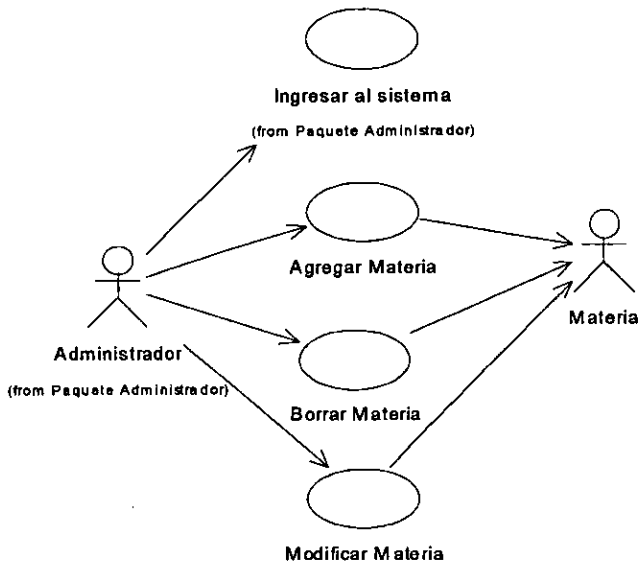 Ingresar al sistema
(from Paquete Administrador)
Agregar Materia
Materia
Administrador
(from Paquete Administrador)
Borrar Materia
Modificar Materia